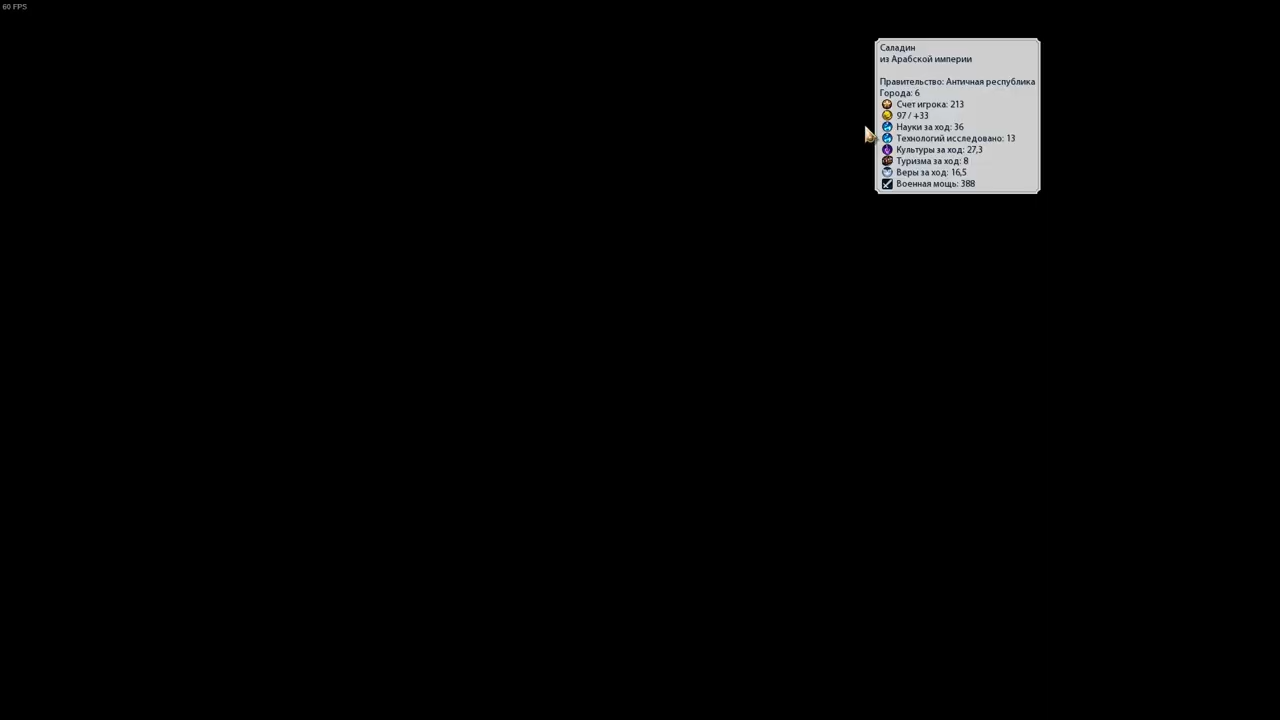 60 FPS
Саладин
из Арабской империи
Правительство: Античная республика
Города: 6
Счет игрока: 213
97 / +33
Науки за ход: 36
Технологий исследовано: 13
Культуры за ход: 27,3
Туризма за ход: 8
Веры за ход: 16,5
Военная мощь: 388